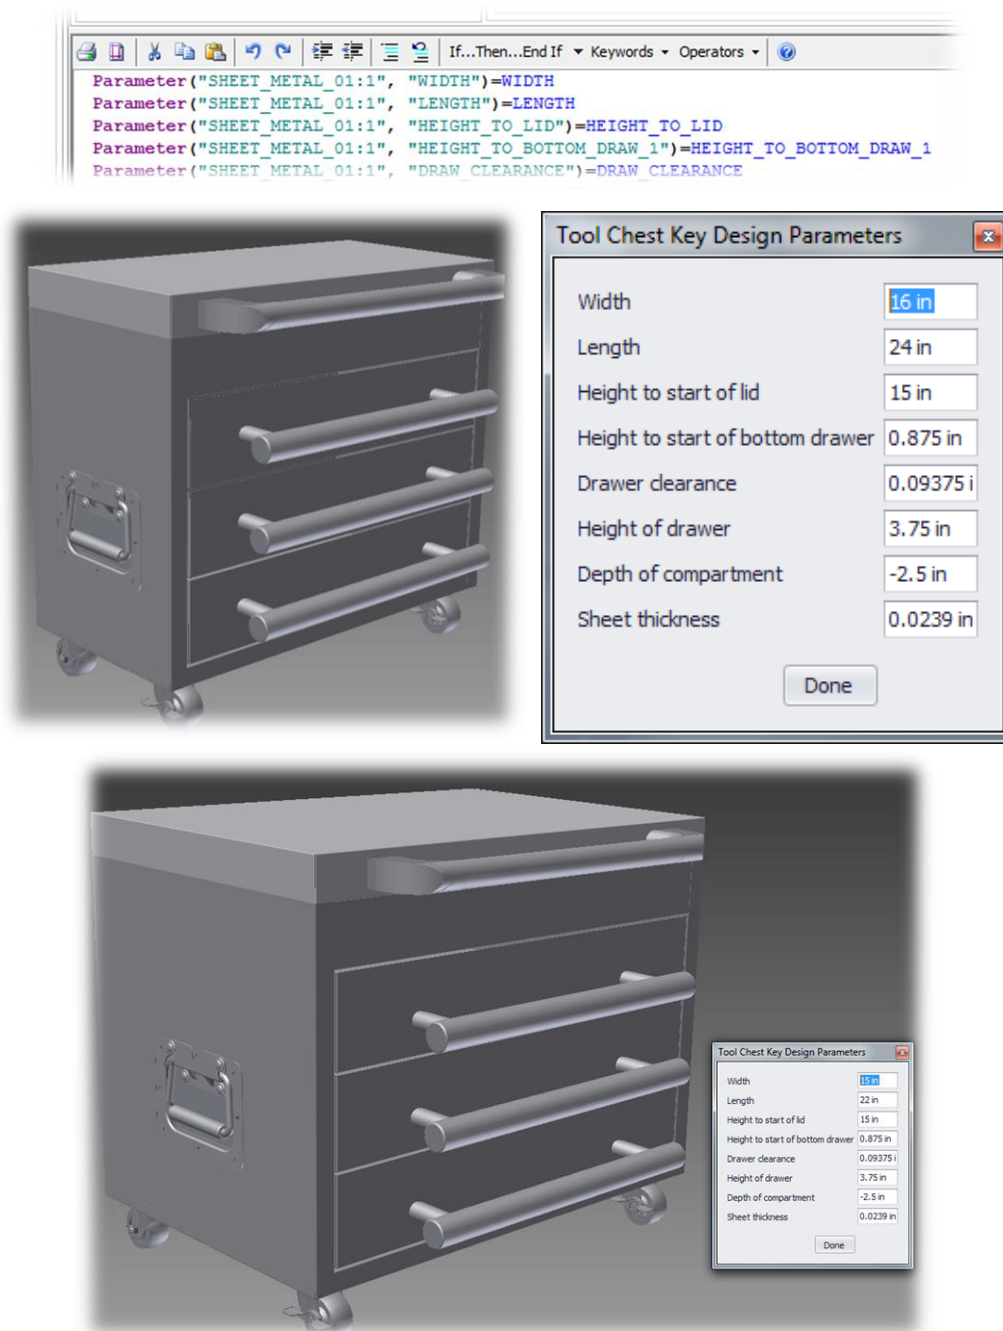 If...Then...End If Keywords Operators
Parameter("SHEET_METAL_01:1", "WIDTH")=WIDTH
Parameter("SHEET_METAL_01:1", "LENGTH")=LENGTH
Parameter("SHEET_METAL_01:1", "HEIGHT_TO_LID")=HEIGHT_TO_LID
Parameter("SHEET_METAL_01:1", "HEIGHT_TO_BOTTOM_DRAW_1")=HEIGHT_TO_BOTTOM_DRAW_1
Parameter("SHEET_METAL_01:1", "DRAW_CLEARANCE")=DRAW_CLEARANCE
Tool Chest Key Design Parameters
Width 16 in
Length 24 in
Height to start of lid 15 in
Height to start of bottom drawer 0.875 in
Drawer clearance 0.09375 i
Height of drawer 3.75 in
Depth of compartment -2.5 in
Sheet thickness 0.0239 in
Done
Tool Chest Key Design Parameters
Width 15 in
Length 22 in
Height to start of lid 15 in
Height to start of bottom drawer 0.875 in
Drawer clearance 0.09375 i
Height of drawer 3.75 in
Depth of compartment -2.5 in
Sheet thickness 0.0239 in
Done